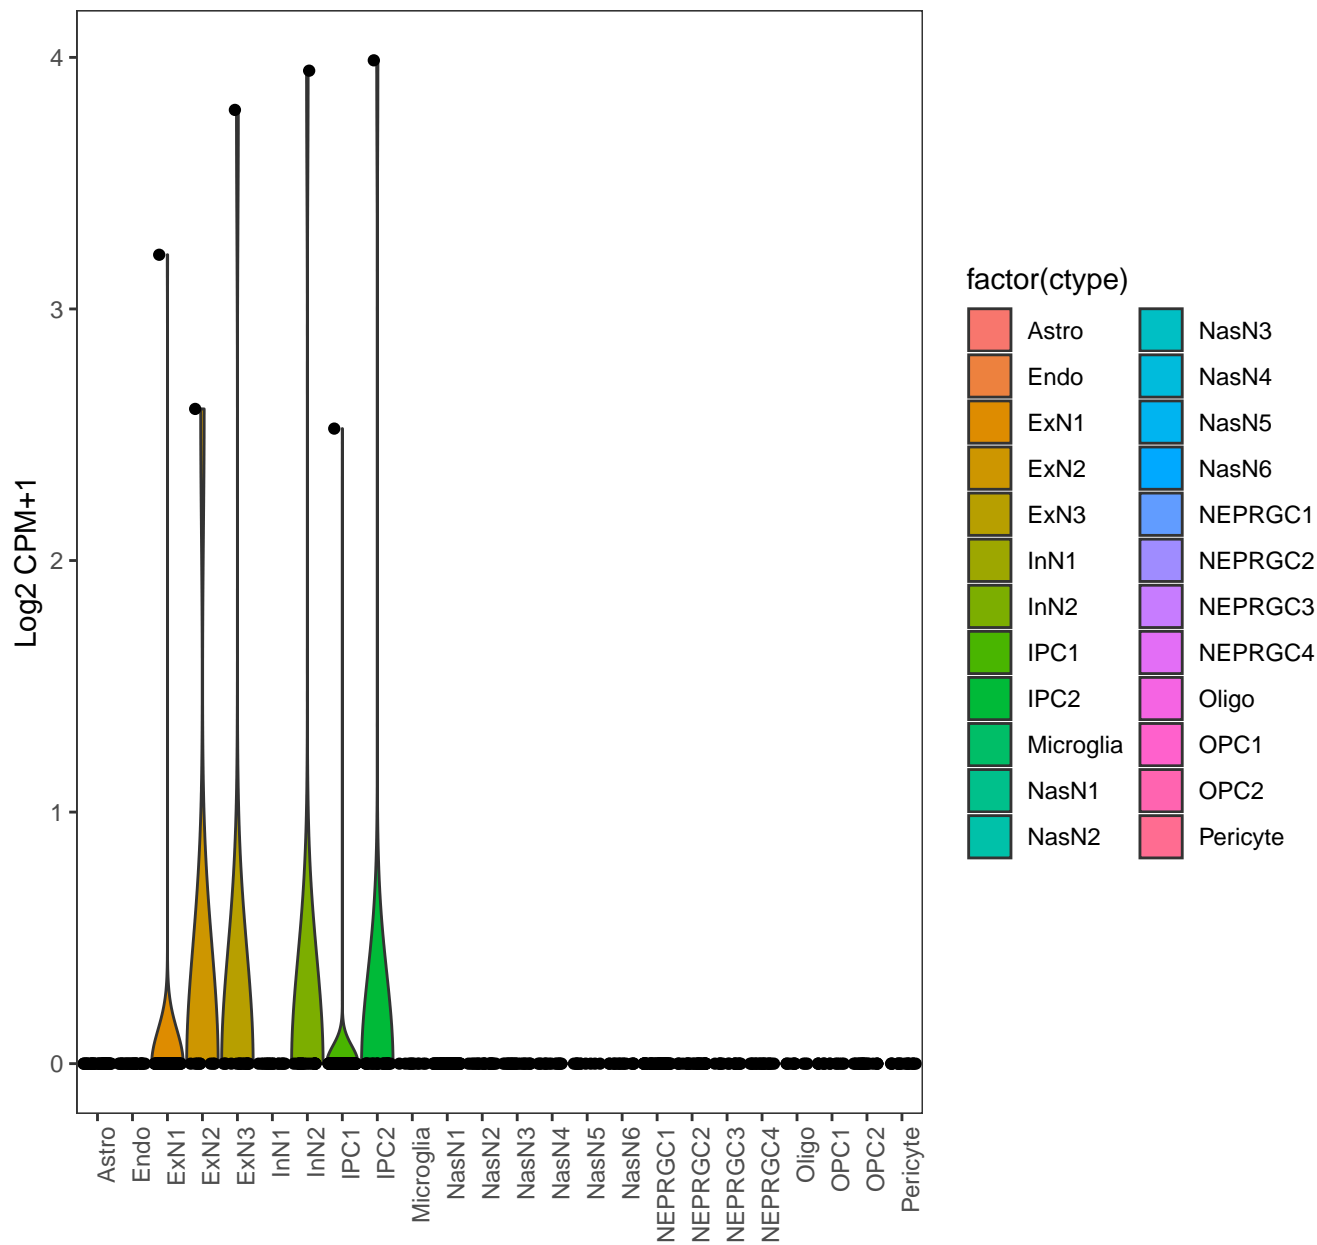 4
3
2
1
0
Log2 CPM+1
Astro
Endo
ExN1
ExN2
ExN3
InN1
InN2
IPC1
IPC2
Microglia
NasN1
NasN2
NasN3
NasN4
NasN5
NasN6
NEPRGC1
NEPRGC2
NEPRGC3
NEPRGC4
Oligo
OPC1
OPC2
Pericyte
factor(ctype)
Astro
Endo
ExN1
ExN2
ExN3
InN1
InN2
IPC1
IPC2
Microglia
NasN1
NasN2
NasN3
NasN4
NasN5
NasN6
NEPRGC1
NEPRGC2
NEPRGC3
NEPRGC4
Oligo
OPC1
OPC2
Pericyte